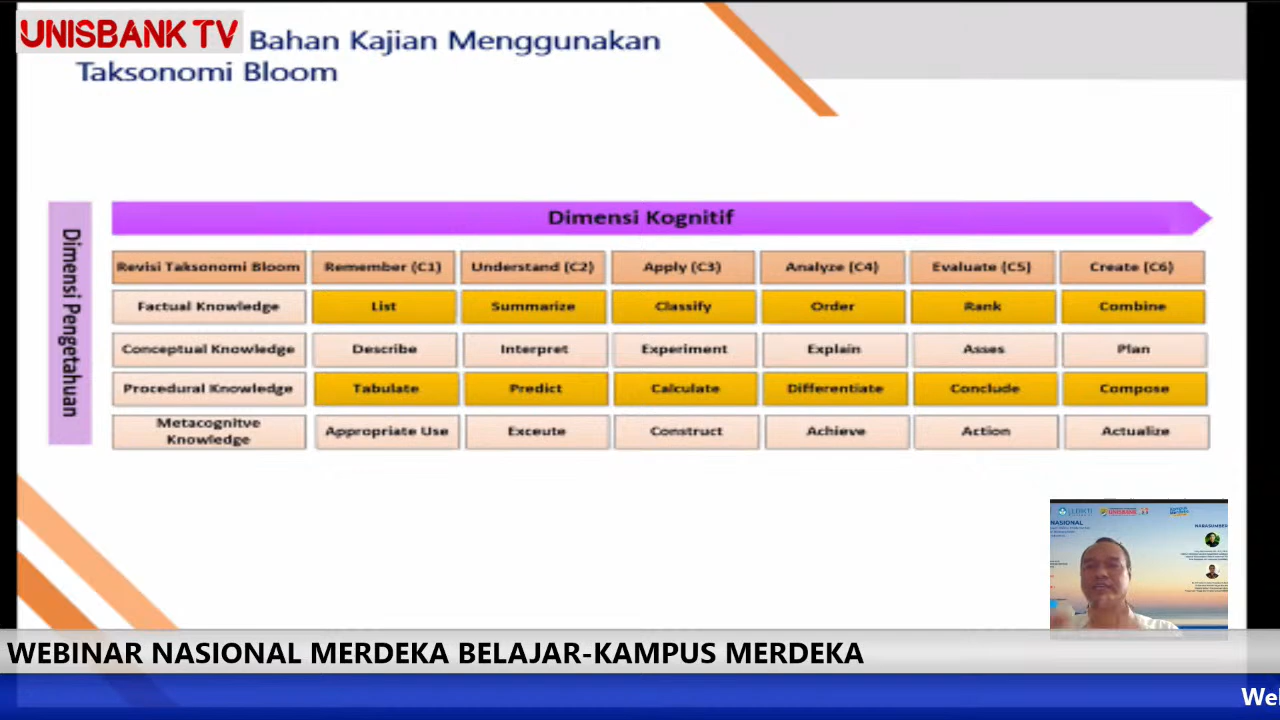 UNISBANK TV
Bahan Kajian Menggunakan
Taksonomi Bloom
Dimensi Pengetahuan
Dimensi Kognitif
Revisi Taksonomi Bloom Remember (C1) Understand (C2) Apply (C3) Analyze (C4) Evaluate (C5) Create (C6)
Factual Knowledge List Summarize Classify Order Rank Combine
Conceptual Knowledge Describe Interpret Experiment Explain Asses Plan
Procedural Knowledge Tabulate Predict Calculate Differentiate Conclude Compose
Metacognitve
Knowledge Appropriate Use Exceute Construct Achieve Action Actualize
UNISBANK
NASIONAL
WEBINAR NASIONAL MERDEKA BELAJAR-KAMPUS MERDEKA